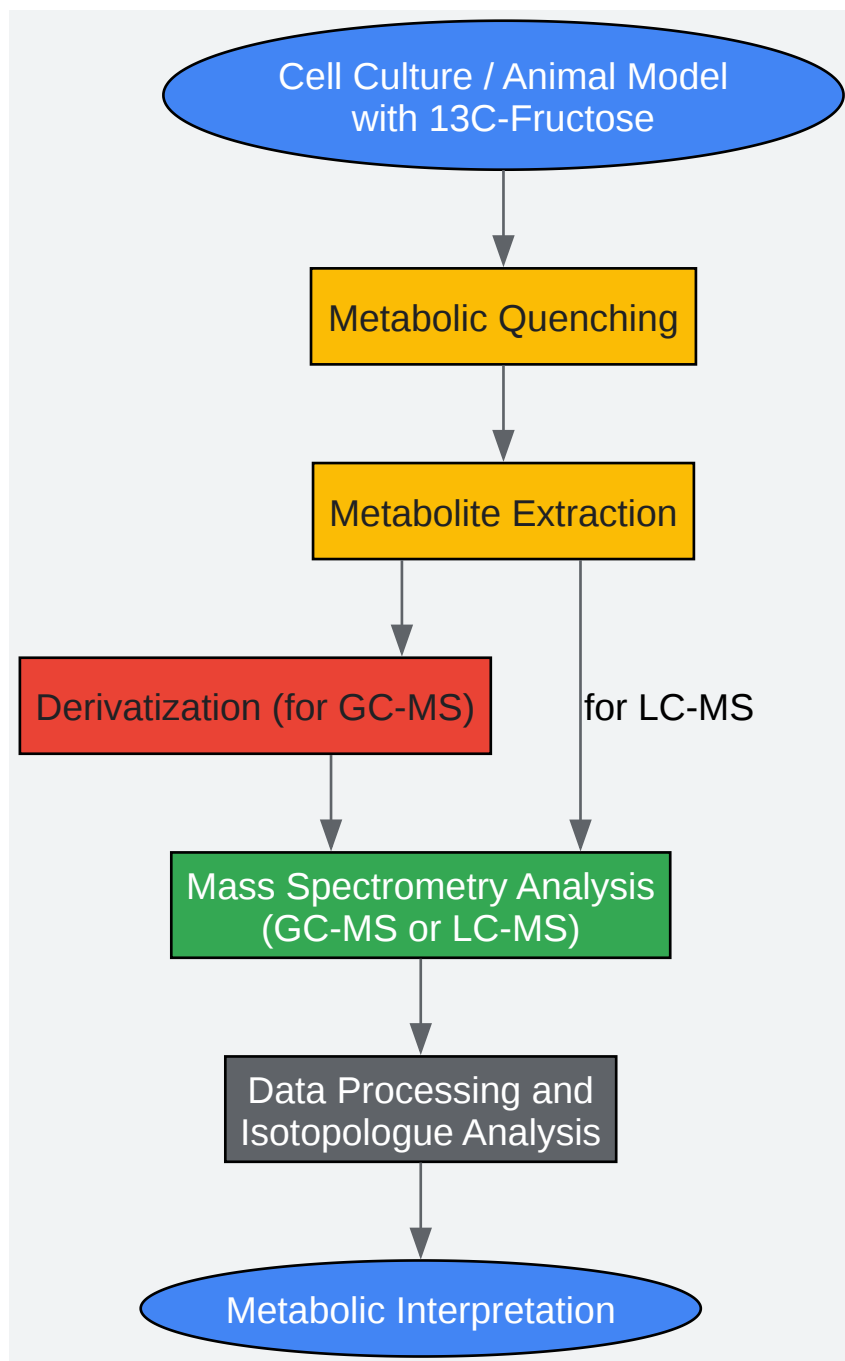 Cell Culture / Animal Model
with 13C-Fructose
Metabolic Quenching
Metabolite Extraction
Derivatization (for GC-MS)
for LC-MS
Mass Spectrometry Analysis
(GC-MS or LC-MS)
Data Processing and
Isotopologue Analysis
Metabolic Interpretation